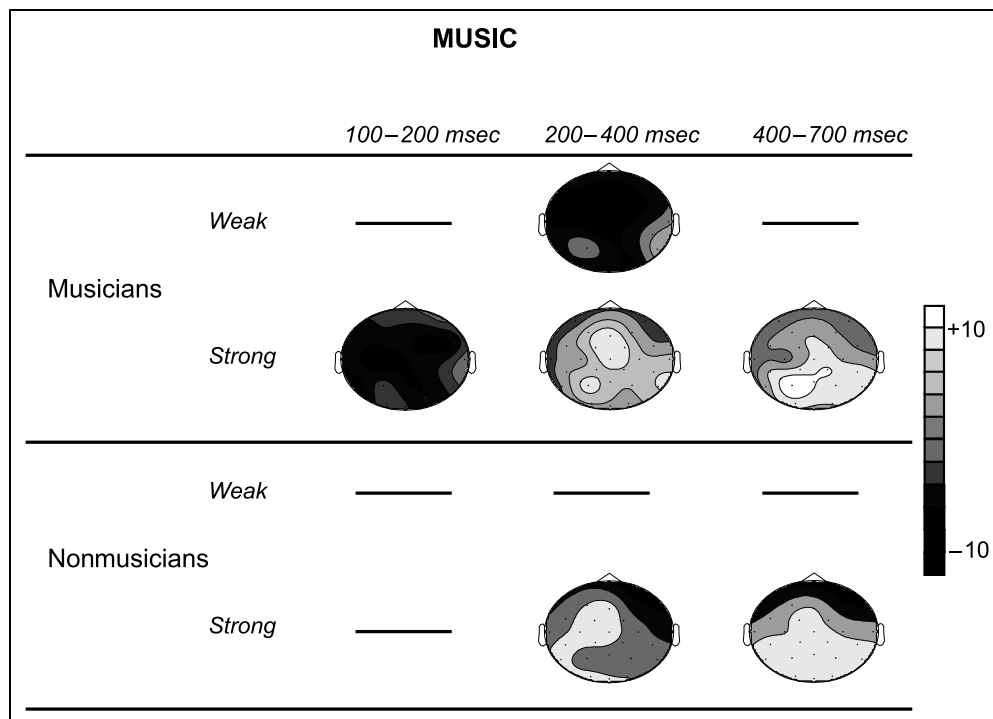 MUSIC
100–200 msec 200–400 msec 400–700 msec
Weak
Musicians
Strong
+10
Weak
–10
Nonmusicians
Strong